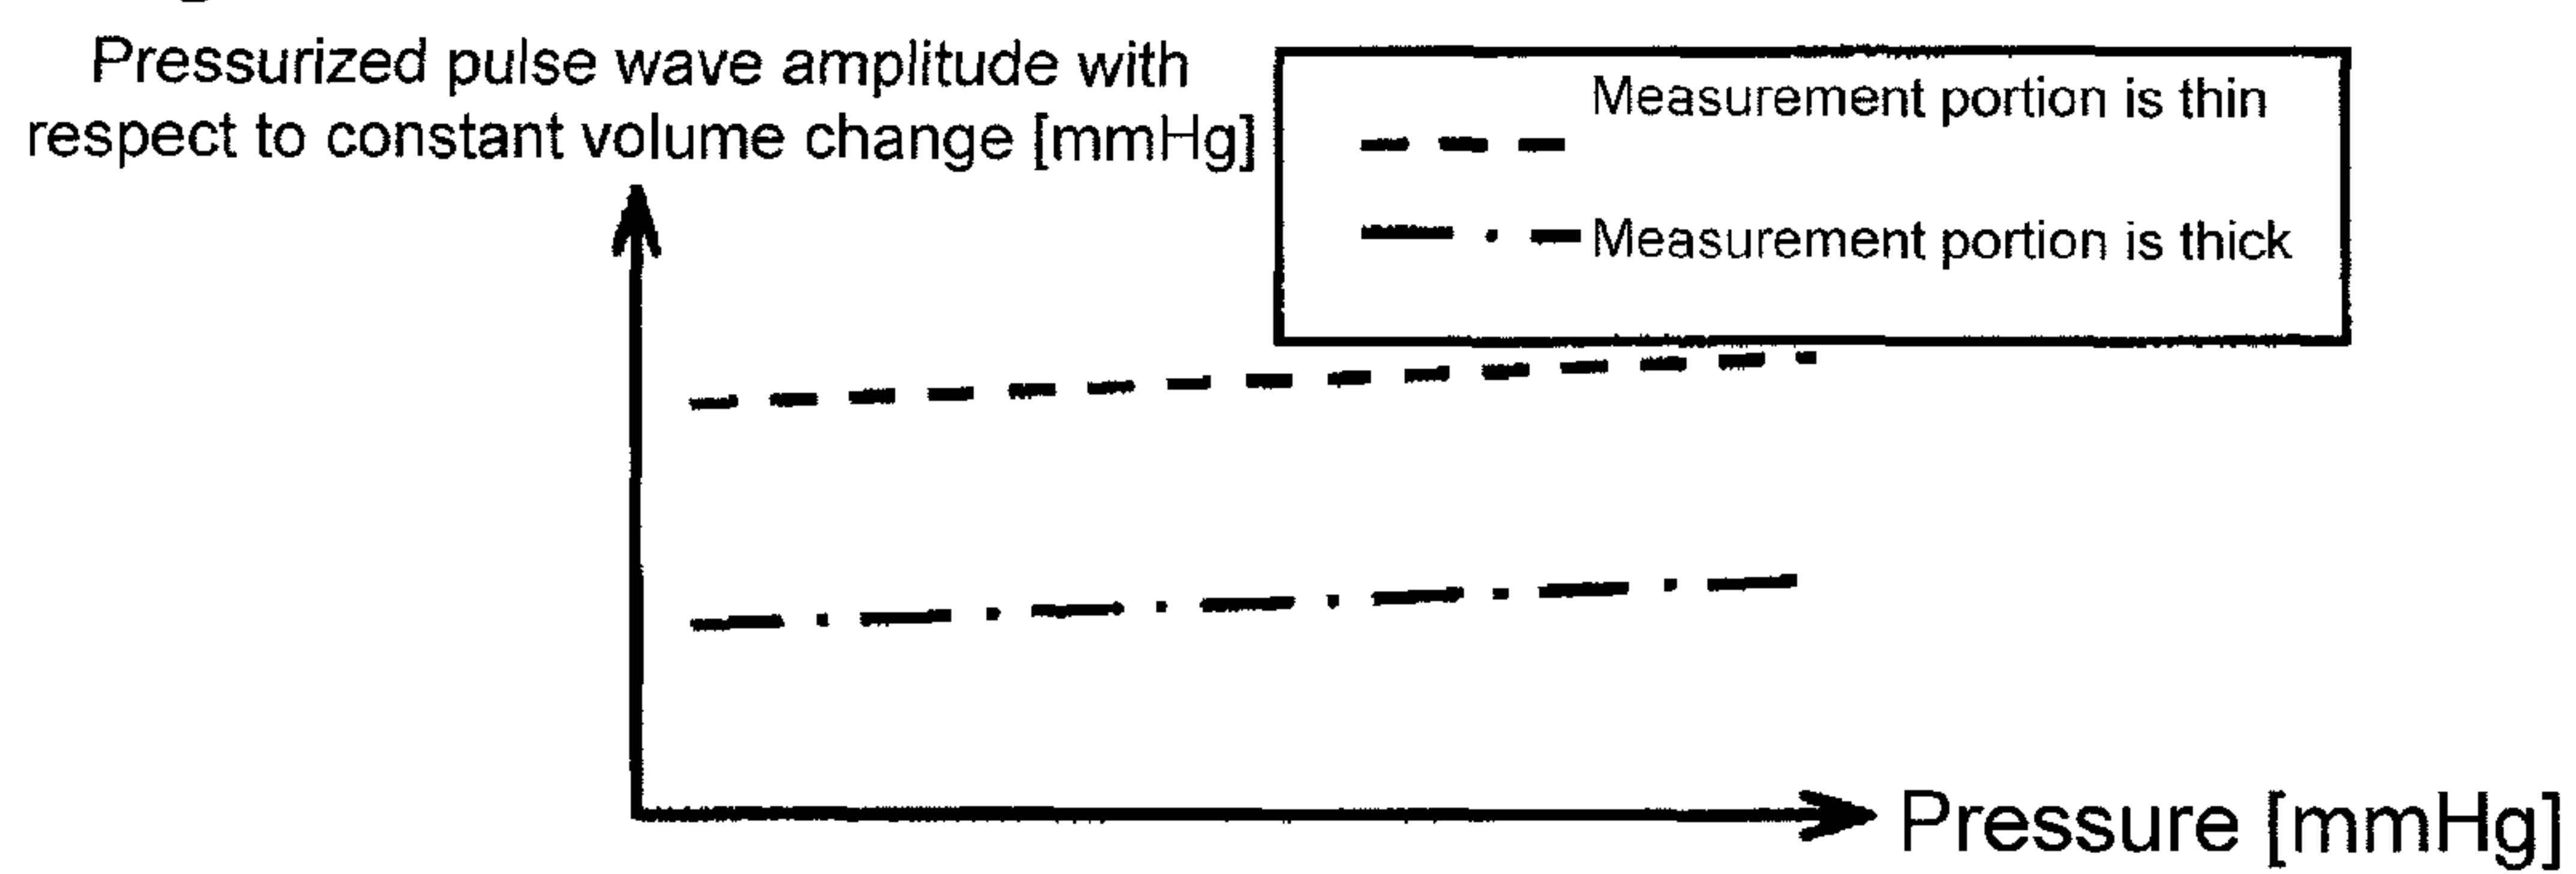 Pressurized pulse wave amplitude with
respect to constant volume change [mmHg]
Measurement portion is thin
Measurement portion is thick
Pressure [mmHg]